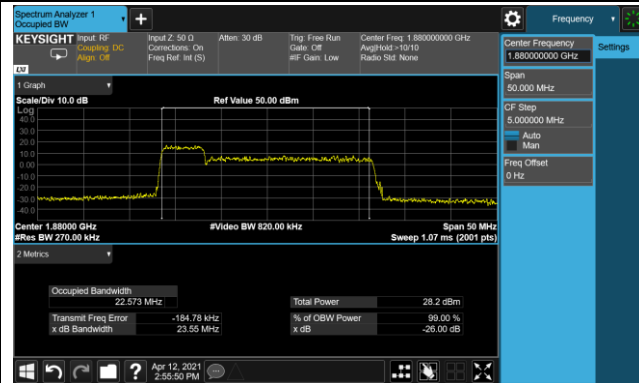 Spectrum Analyzer 1
Occupied BW
Frequency
KEYSIGHT
Input: RF
Coupling: DC
Align: Off
Input Z: 50 Ω
Corrections: On
Freq Ref: Int (S)
Atten: 30 dB
Trig: Free Run
Gate: Off
#IF Gain: Low
Center Freq: 1.880000000 GHz
Avg|Hold:>10/10
Radio Std: None
LXI
Center Frequency
1.880000000 GHz
Settings
Span
50.000 MHz
CF Step
5.000000 MHz
Auto
Man
Freq Offset
0 Hz
1 Graph
Scale/Div 10.0 dB
Ref Value 50.00 dBm
Log
40.0
30.0
20.0
10.0
0.00
-10.0
-20.0
-30.0
-40.0
Center 1.88000 GHz
#Video BW 820.00 kHz
Span 50 MHz
#Res BW 270.00 kHz
Sweep 1.07 ms (2001 pts)
2 Metrics
Occupied Bandwidth
22.573 MHz
Total Power 28.2 dBm
Transmit Freq Error -184.78 kHz
% of OBW Power 99.00 %
x dB Bandwidth 23.55 MHz
x dB -26.00 dB
?
Apr 12, 2021
2:55:50 PM